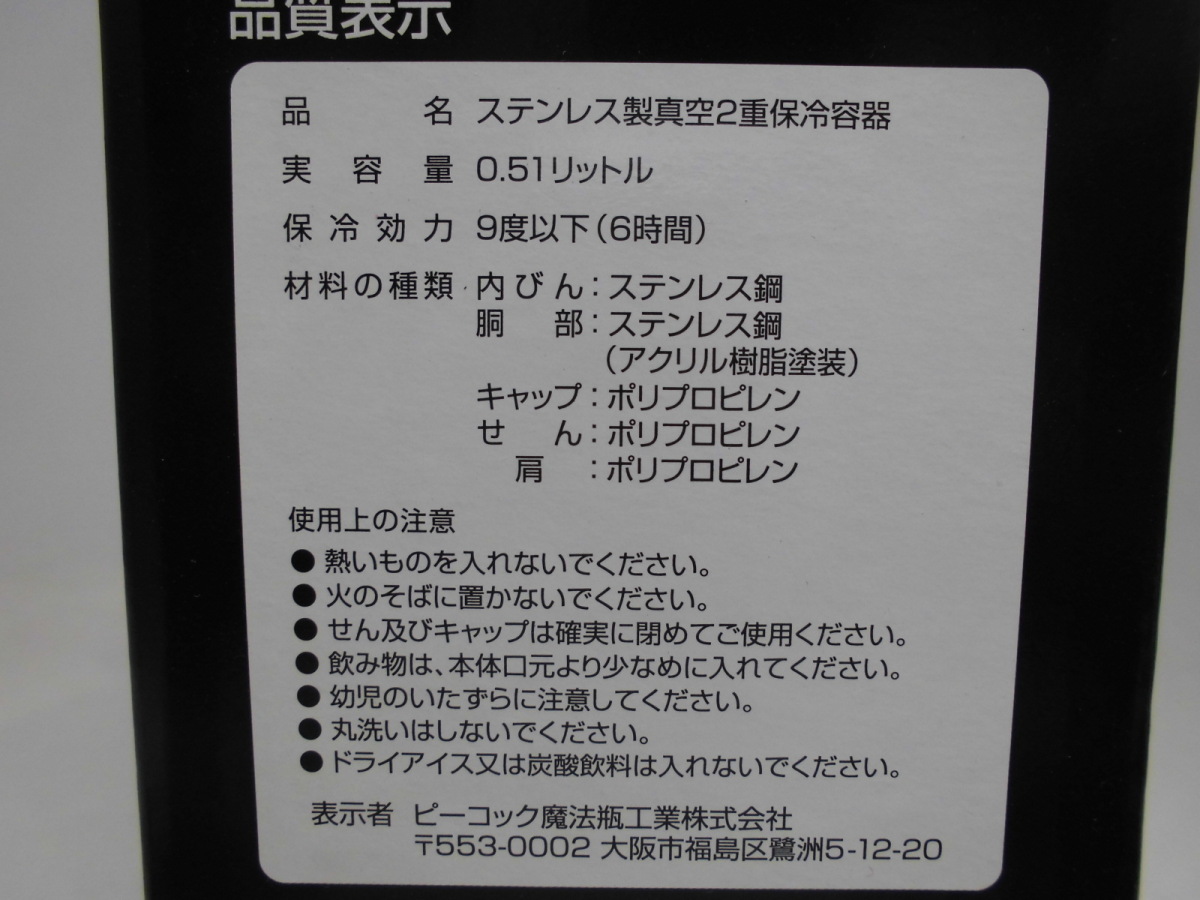 品質表示
品名 ステンレス製真空2重保冷容器
実容量 0.51リットル
保冷効力 9度以下(6時間)
材料の種類 内びん:ステンレス鋼
胴部:ステンレス鋼
(アクリル樹脂塗装)
キャップ:ポリプロピレン
せん:ポリプロピレン
肩:ポリプロピレン
使用上の注意
●熱いものを入れないでください。
●火のそばに置かないでください。
●せん及びキャップは確実に閉めてご使用ください。
●飲み物は、本体口元より少なめに入れてください。
●幼児のいたずらに注意してください。
●丸洗いはしないでください。
●ドライアイス又は炭酸飲料は入れないでください。
表示者 ピーコック魔法瓶工業株式会社
〒553-0002 大阪市福島区鷺洲5-12-20